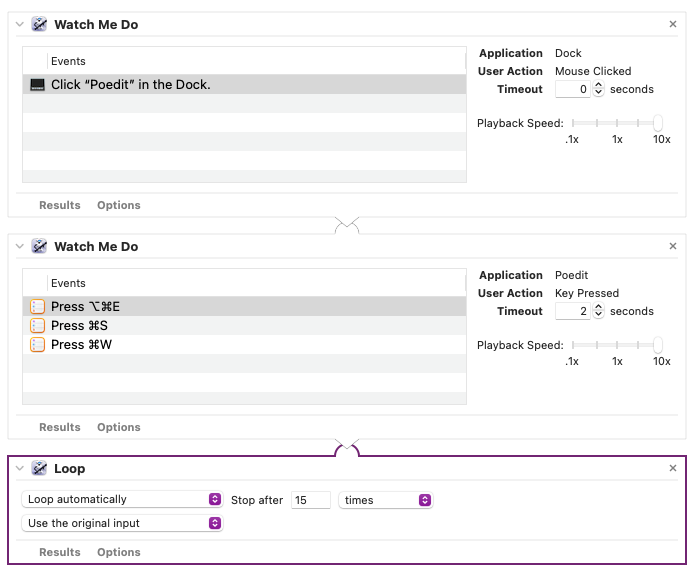 Watch Me Do
Events
Click “Poedit” in the Dock.
Application Dock
User Action Mouse Clicked
Timeout 0 seconds
Playback Speed:
.1x 1x 10x
Results Options
Watch Me Do
Events
Press ⌥⌘E
Press ⌘S
Press ⌘W
Application Poedit
User Action Key Pressed
Timeout 2 seconds
Playback Speed:
.1x 1x 10x
Results Options
Loop
Loop automatically Stop after 15 times
Use the original input
Results Options